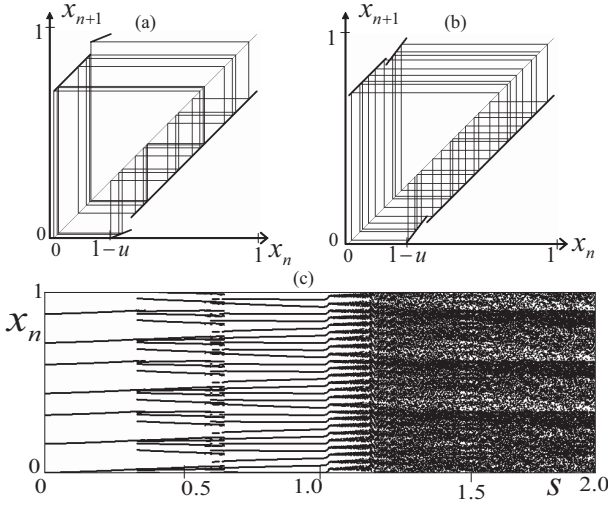 x_{n+1} (a)
1
0
0 1−u 1 x_n
x_{n+1} (b)
1
0
0 1−u 1 x_n
(c)
1
x_n
0
0 0.5 1.0 1.5 s 2.0